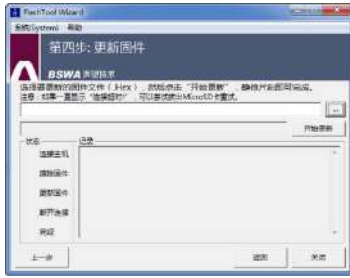 FlashTool Wizard
系统(System) 帮助
第四步: 更新固件
BSWA 声望技术
选择要更新的固件文件（.Hex），然后点击“开始更新”，静待片刻即可完成。
注意：如果一直显示“连接超时”，可以尝试拔出MicroSD卡重试。
...
开始更新
状态
记录
连接主机
擦除固件
更新固件
断开连接
完成
上一步
返回
关闭